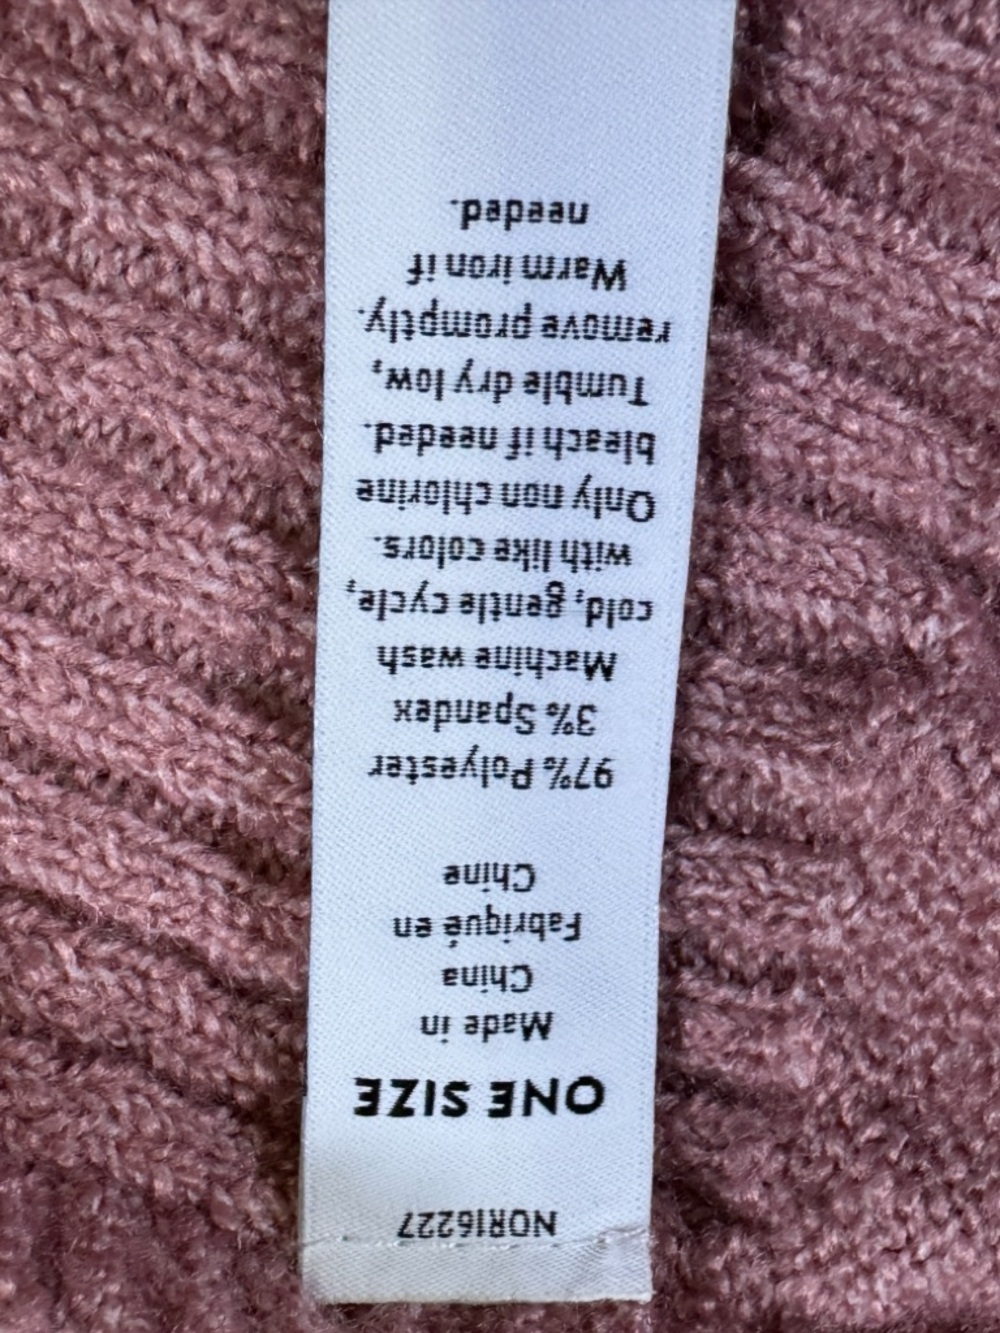 NOR16227
ONE SIZE
Made in
China
Fabriqué en
Chine
97% Polyester
3% Spandex
Machine wash
cold, gentle cycle,
with like colors.
Only non chlorine
bleach if needed.
Tumble dry low,
remove promptly.
Warm iron if
needed.